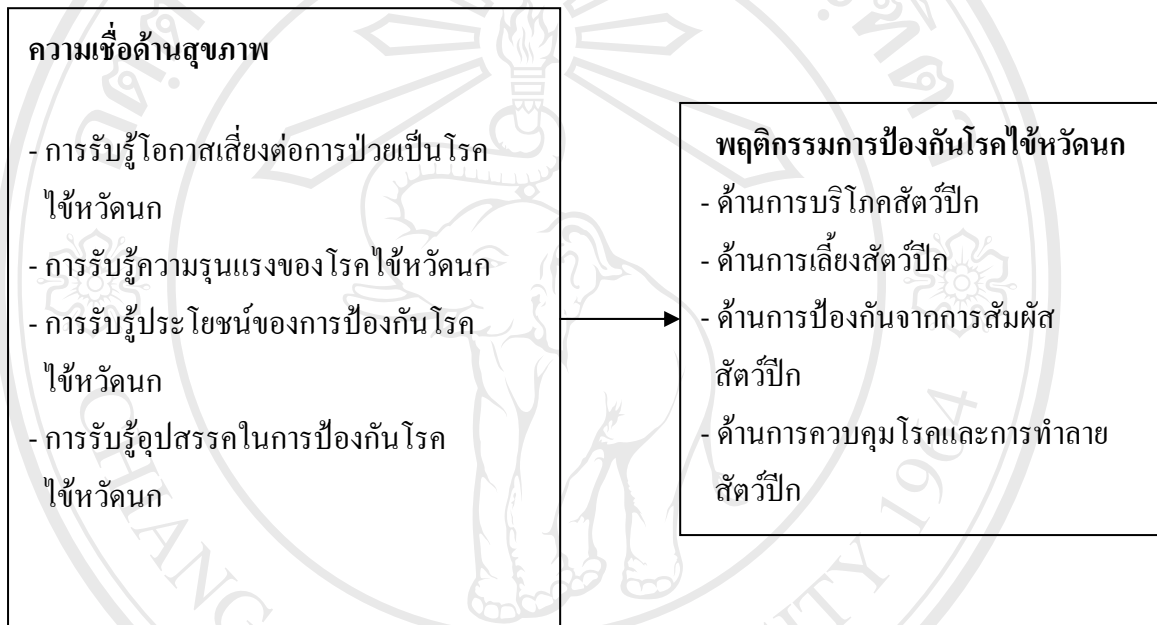 ความเชื่อด้านสุขภาพ
- การรับรู้โอกาสเสี่ยงต่อการป่วยเป็นโรค
ไข้หวัดนก
- การรับรู้ความรุนแรงของโรคไข้หวัดนก
- การรับรู้ประโยชน์ของการป้องกันโรค
ไข้หวัดนก
- การรับรู้อุปสรรคในการป้องกันโรค
ไข้หวัดนก
พฤติกรรมการป้องกันโรคไข้หวัดนก
- ด้านการบริโภคสัตว์ปีก
- ด้านการเลี้ยงสัตว์ปีก
- ด้านการป้องกันจากการสัมผัส
สัตว์ปีก
- ด้านการควบคุมโรคและการทำลาย
สัตว์ปีก
CHIANG
1964